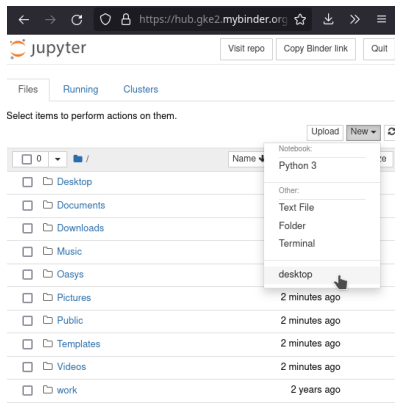 https://hub.gke2.mybinder.org
jupyter
Visit repo
Copy Binder link
Quit
Files
Running
Clusters
Select items to perform actions on them.
Upload
New
0
/
Name
Notebook:
Python 3
Other:
Text File
Folder
Terminal
desktop
Desktop
Documents
Downloads
Music
Oasys
Pictures 2 minutes ago
Public 2 minutes ago
Templates 2 minutes ago
Videos 2 minutes ago
work 2 years ago